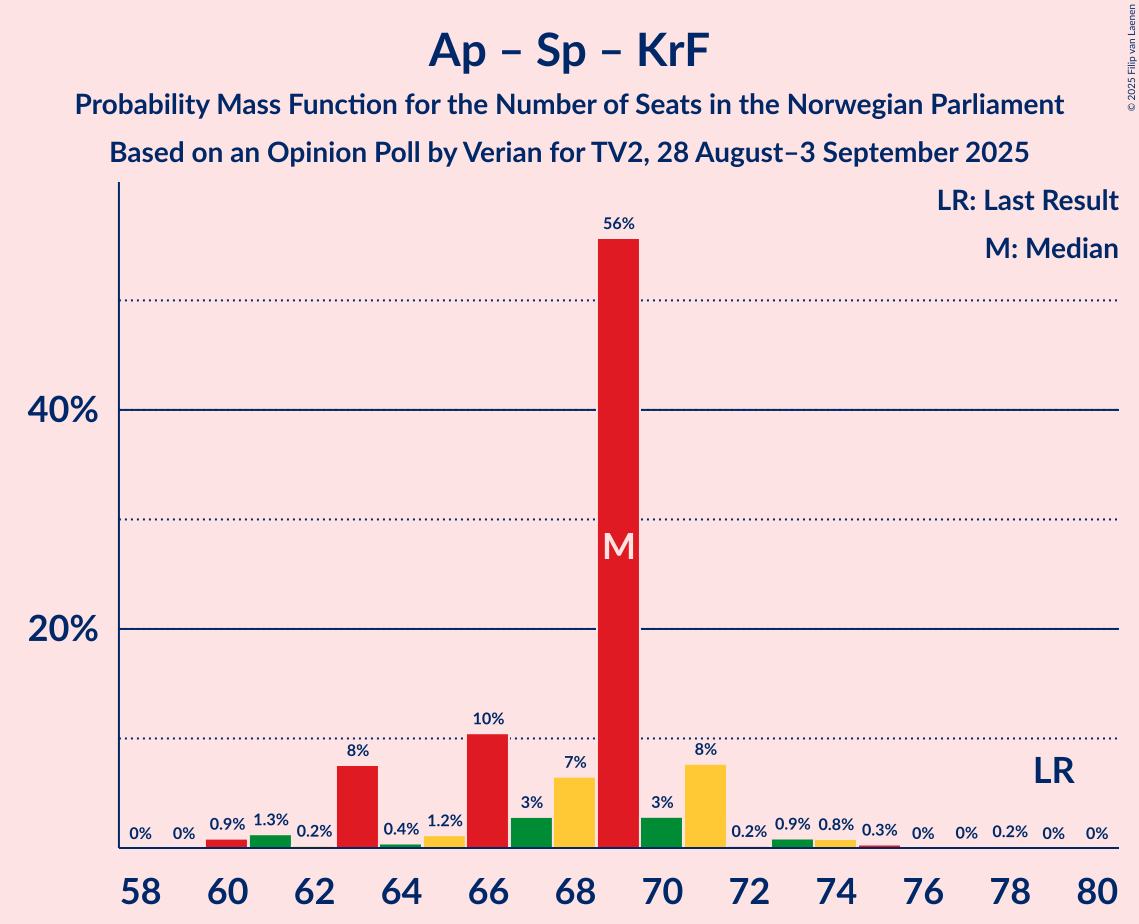 Ap – Sp – KrF
Probability Mass Function for the Number of Seats in the Norwegian Parliament
Based on an Opinion Poll by Verian for TV2, 28 August–3 September 2025
© 2025 Filip van Laenen
LR: Last Result
M: Median
56%
40%
M
20%
10%
8%
8%
7%
LR
3%
3%
0% 0% 0.9% 1.3% 0.2% 0.4% 1.2% 0.2% 0.9% 0.8% 0.3% 0% 0% 0.2% 0% 0%
58 60 62 64 66 68 70 72 74 76 78 80